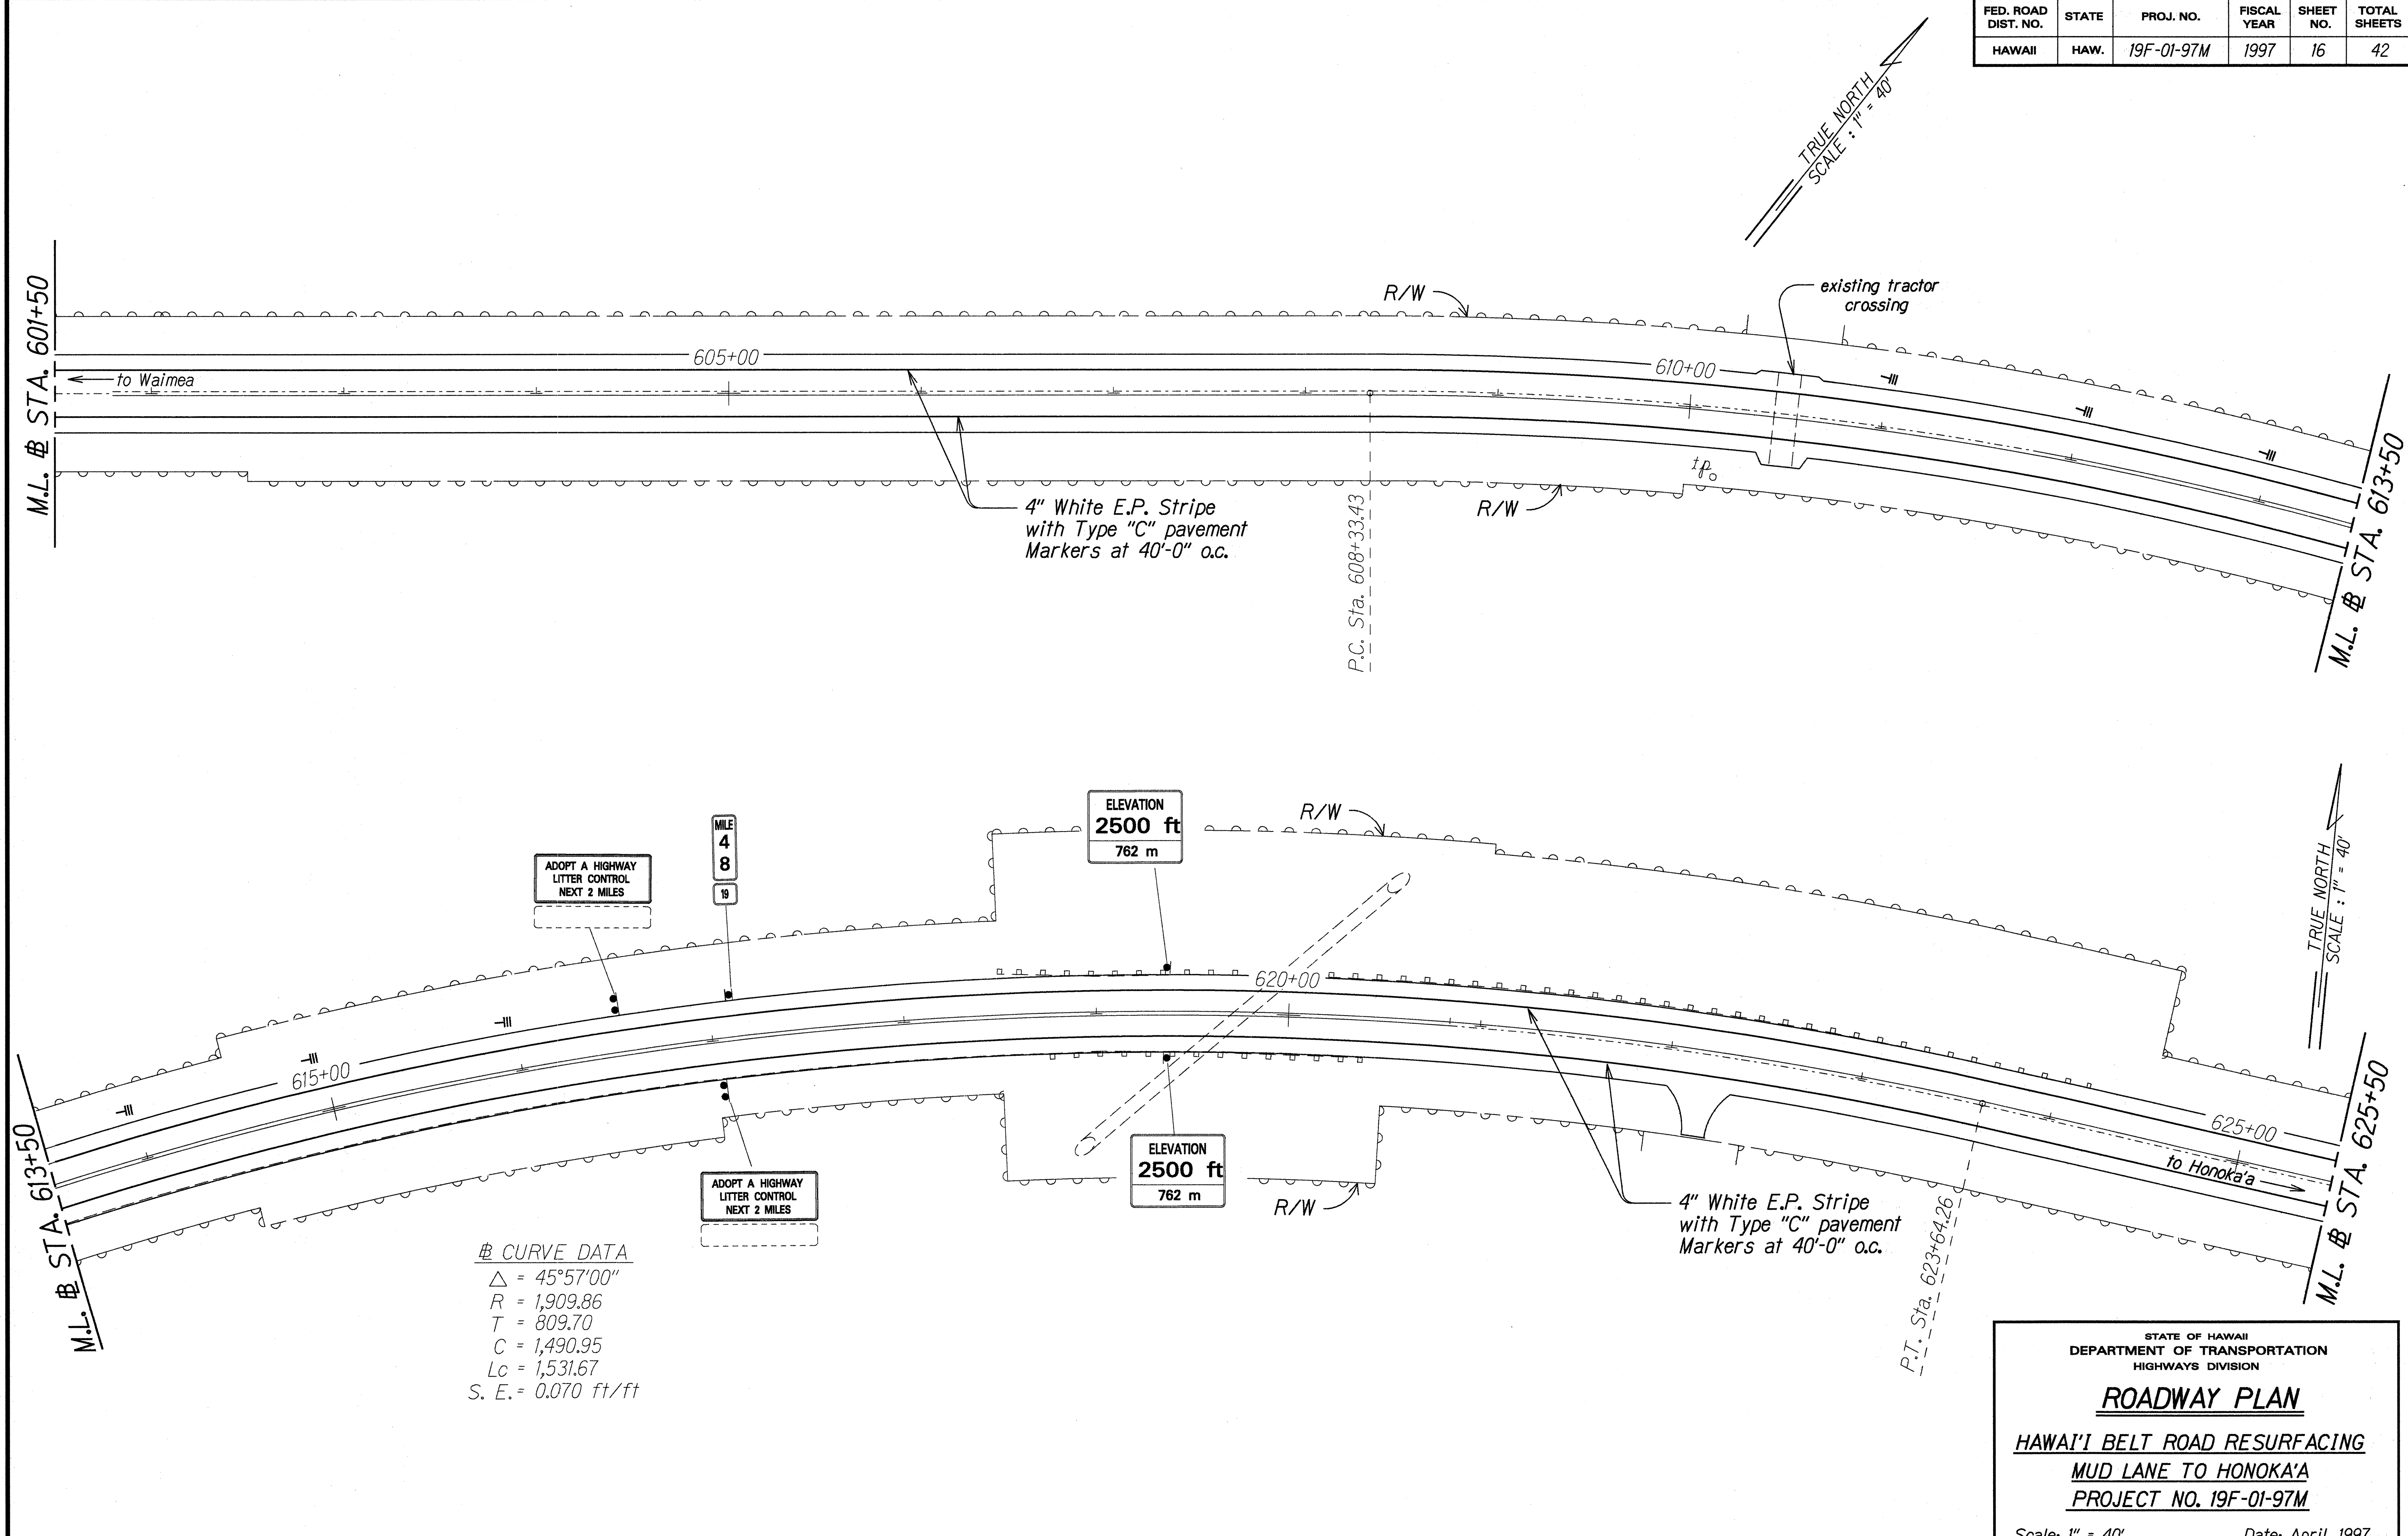 FED. ROAD DIST. NO. STATE PROJ. NO. FISCAL YEAR SHEET NO. TOTAL SHEETS
HAWAII HAW. 19F-01-97M 1997 16 42
TRUE NORTH
SCALE : 1" = 40'
M.L. ⅊ STA. 601+50
to Waimea
605+00
R/W
610+00
existing tractor
crossing
t.p.
R/W
4" White E.P. Stripe
with Type "C" pavement
Markers at 40'-0" o.c.
P.C. Sta. 608+33.43
M.L. ⅊ STA. 613+50
TRUE NORTH
SCALE : 1" = 40'
M.L. ⅊ STA. 613+50
615+00
ADOPT A HIGHWAY
LITTER CONTROL
NEXT 2 MILES
MILE
4
8
19
ELEVATION
2500 ft
762 m
R/W
620+00
ADOPT A HIGHWAY
LITTER CONTROL
NEXT 2 MILES
ELEVATION
2500 ft
762 m
R/W
4" White E.P. Stripe
with Type "C" pavement
Markers at 40'-0" o.c.
P.T. Sta. 623+64.26
625+00
to Honoka'a
M.L. ⅊ STA. 625+50
⅊ CURVE DATA
△ = 45°57'00"
R = 1,909.86
T = 809.70
C = 1,490.95
Lc = 1,531.67
S. E. = 0.070 ft/ft
STATE OF HAWAII
DEPARTMENT OF TRANSPORTATION
HIGHWAYS DIVISION
ROADWAY PLAN
HAWAI'I BELT ROAD RESURFACING
MUD LANE TO HONOKA'A
PROJECT NO. 19F-01-97M
Scale: 1" = 40' Date: April, 1997